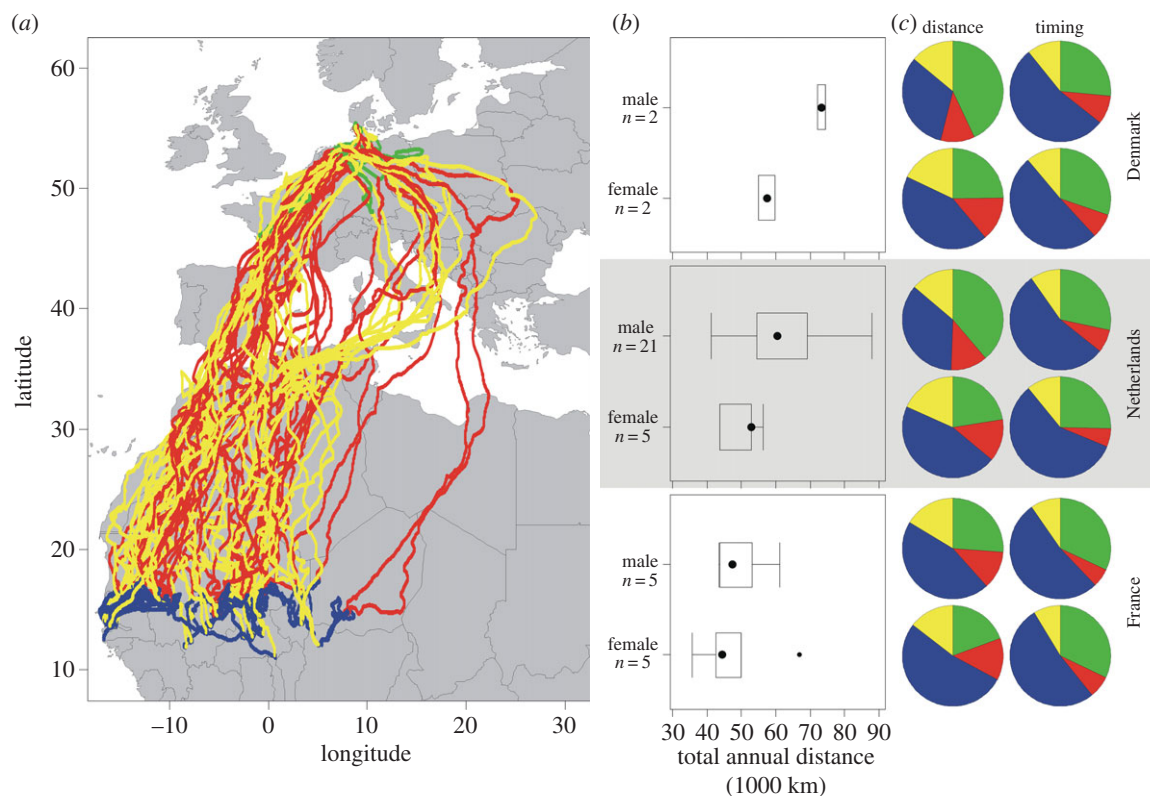 (a)
(b)
(c)
distance timing
60
50
40
30
20
10
latitude
−10 0 10 20 30
longitude
male
n = 2
female
n = 2
male
n = 21
female
n = 5
male
n = 5
female
n = 5
30 40 50 60 70 80 90
total annual distance
(1000 km)
Denmark
Netherlands
France